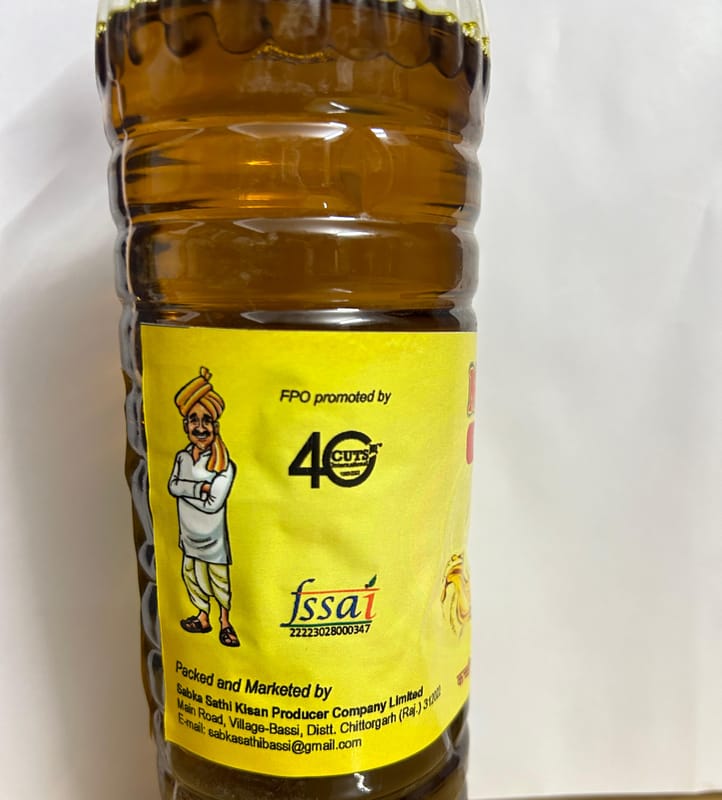 FPO promoted by
40
CUTS
International
fssai
22223028000347
Packed and Marketed by
Sabka Sathi Kisan Producer Company Limited
Main Road, Village-Bassi, Distt. Chittorgarh (Raj.)
E-mail: sabkasathibassi@gmail.com